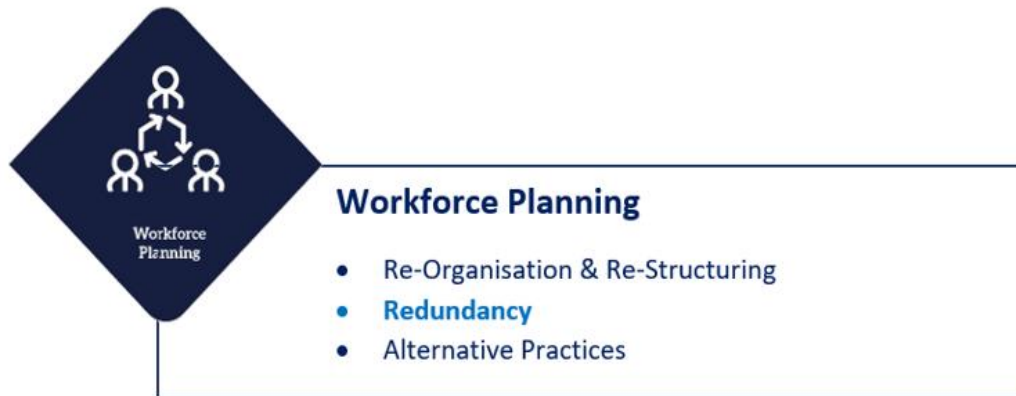 Workforce
Planning
Workforce Planning
• Re-Organisation & Re-Structuring
• Redundancy
• Alternative Practices